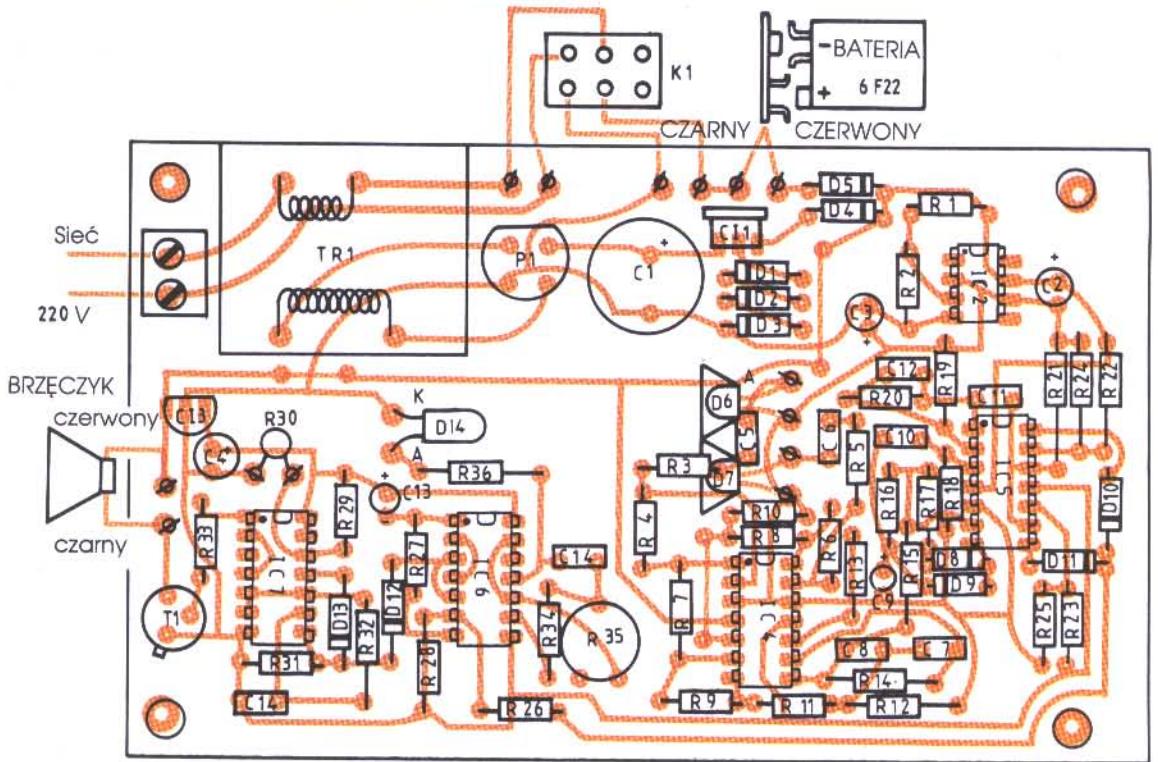 K1
- BATERIA
+ 6 F22
CZARNY
CZERWONY
D5
D4
R1
CI1
Sieć
TR1
P1
C1
+
D1
D2
D3
R2
IC2
C2
+
C3
+
220 V
BRZĘCZYK
czerwony
CI3
R30
K
D14
A
C4
+
A
D6
C12
R19
R20
C11
R21
R24
R22
C5
C6
R5
C10
R3
D7
R36
+
C13
R29
R33
czarny
IC7
R27
IC6
R4
R10
R8
R6
R13
R16
R17
R18
IC5
D10
R15
D8
D9
D11
C9
C14
T1
D13
R32
D12
R34
R35
R7
IC4
C8
C7
R25
R23
R31
R28
R14
C14
R26
R9
R11
R12